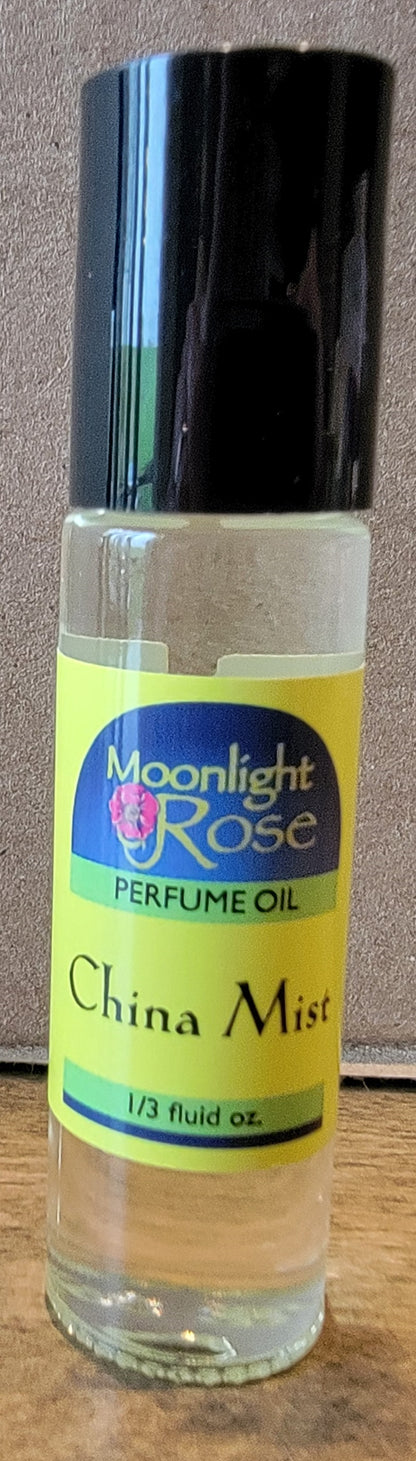 Moonlight
Rose
PERFUME OIL
China Mist
1/3 fluid oz.